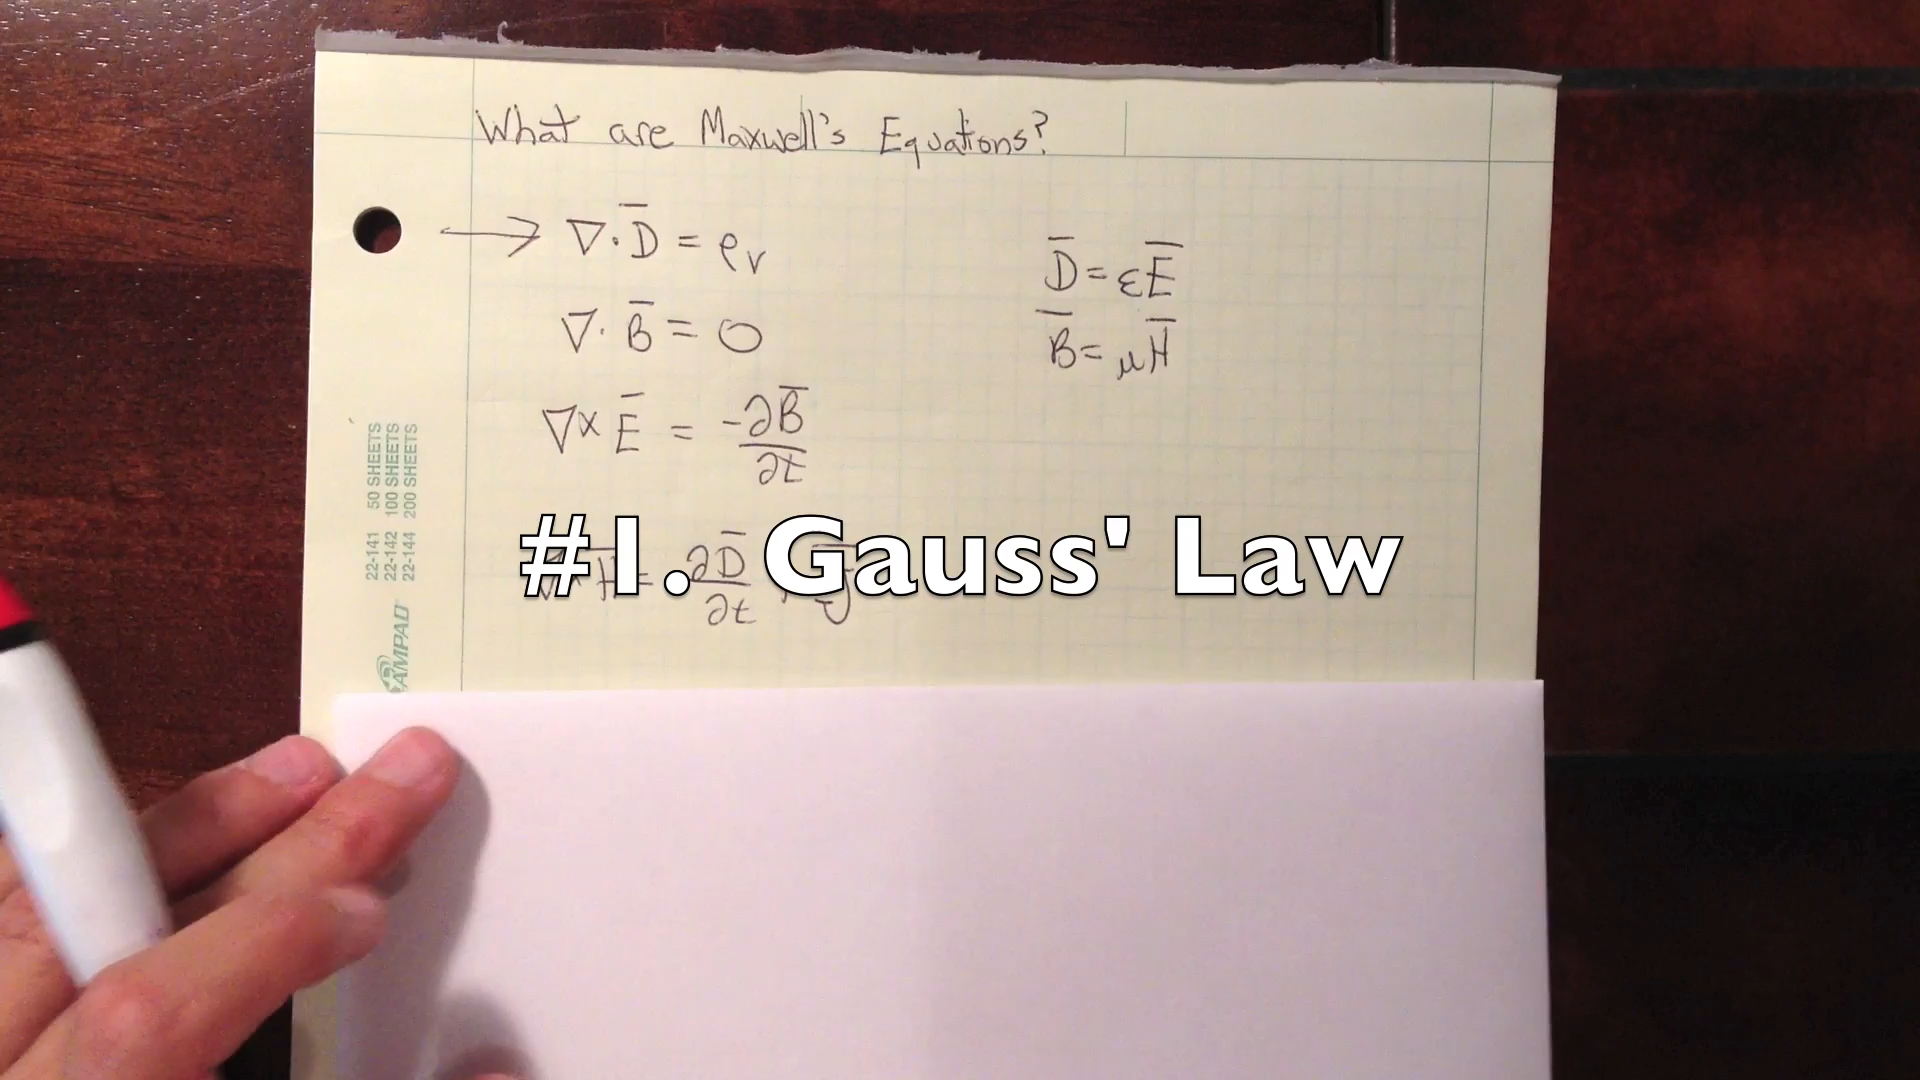 What are Maxwell's Equations?
→ ∇·D̅ = ρᵥ
∇·B̅ = 0
∇× E̅ = -∂B̅/∂t
∇× H̅ = ∂D̅/∂t + J̅
D̅ = εE̅
B̅ = μH̅
#1. Gauss' Law
22-141 50 SHEETS
22-142 100 SHEETS
22-144 200 SHEETS
AMPAD